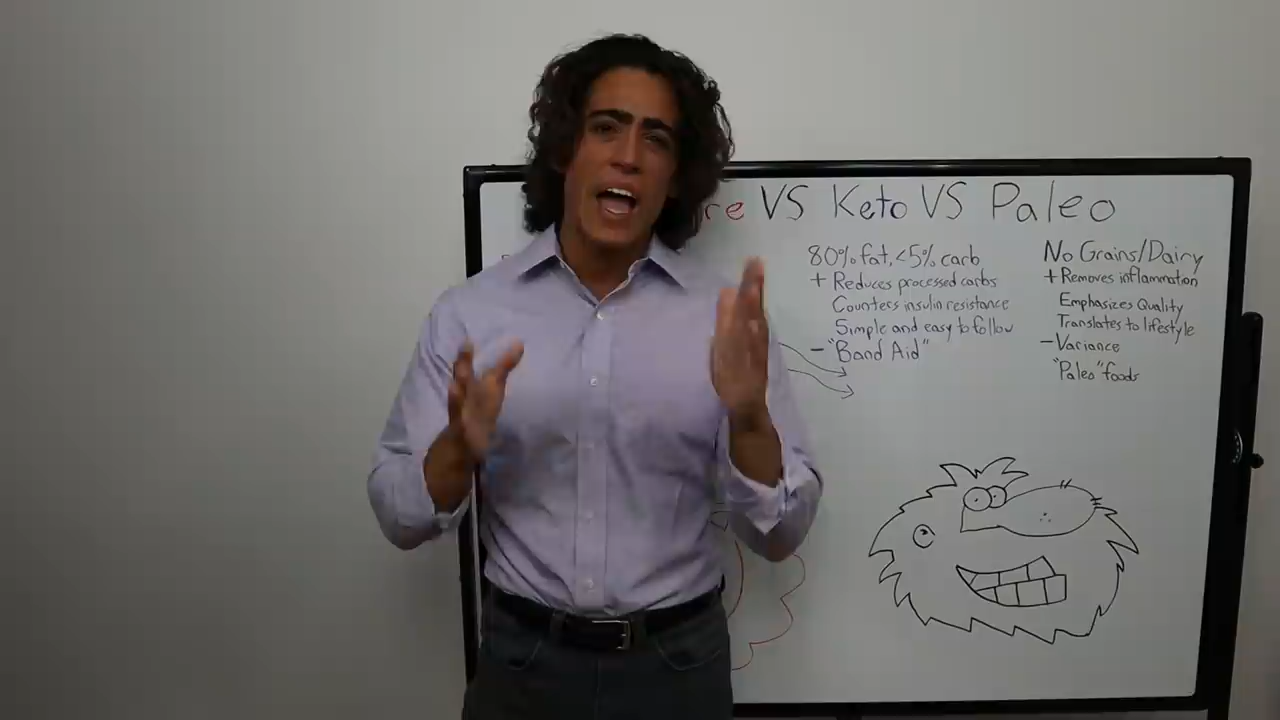 re VS Keto VS Paleo
80% fat, <5% carb
+ Reduces processed carbs
Counters insulin resistance
Simple and easy to follow
- "Band Aid"
No Grains/Dairy
+ Removes inflammation
Emphasizes Quality
Translates to lifestyle
- Variance
"Paleo" foods